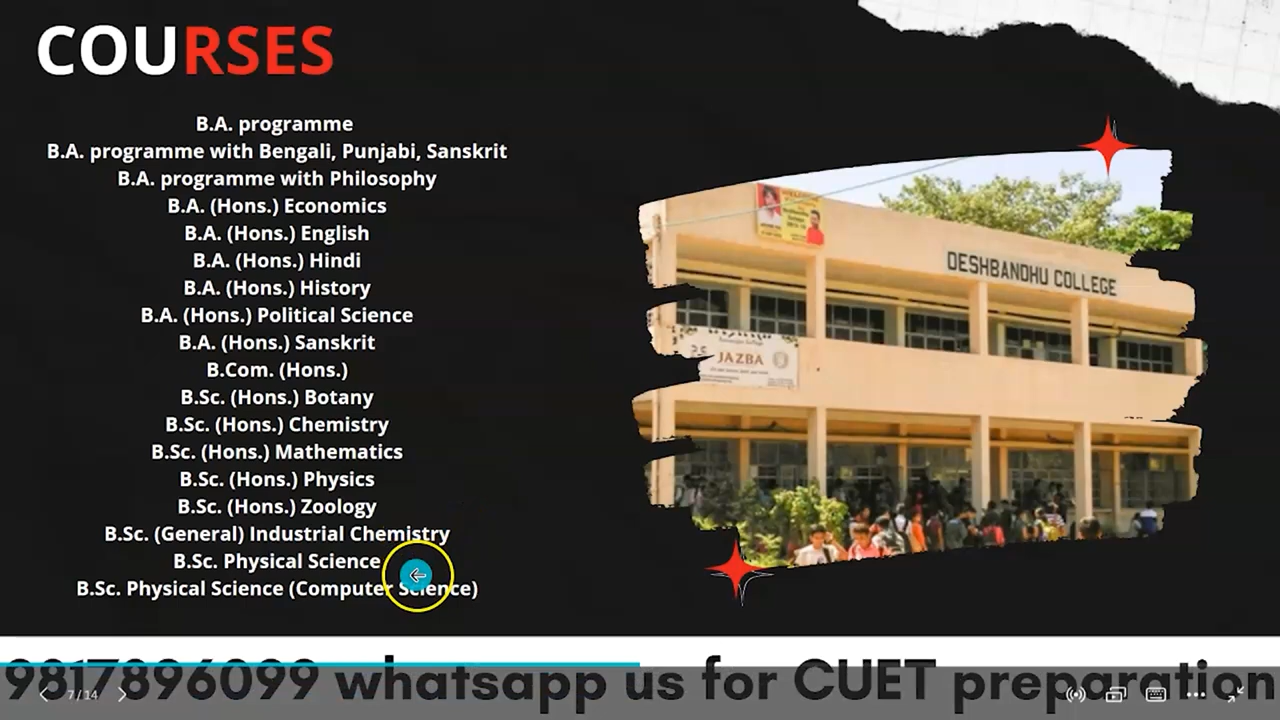 COURSES
B.A. programme
B.A. programme with Bengali, Punjabi, Sanskrit
B.A. programme with Philosophy
B.A. (Hons.) Economics
B.A. (Hons.) English
B.A. (Hons.) Hindi
B.A. (Hons.) History
B.A. (Hons.) Political Science
B.A. (Hons.) Sanskrit
B.Com. (Hons.)
B.Sc. (Hons.) Botany
B.Sc. (Hons.) Chemistry
B.Sc. (Hons.) Mathematics
B.Sc. (Hons.) Physics
B.Sc. (Hons.) Zoology
B.Sc. (General) Industrial Chemistry
B.Sc. Physical Science
B.Sc. Physical Science (Computer Science)
DESHBANDHU COLLEGE
JAZBA
9817896099 whatsapp us for CUET preparation
7 / 14